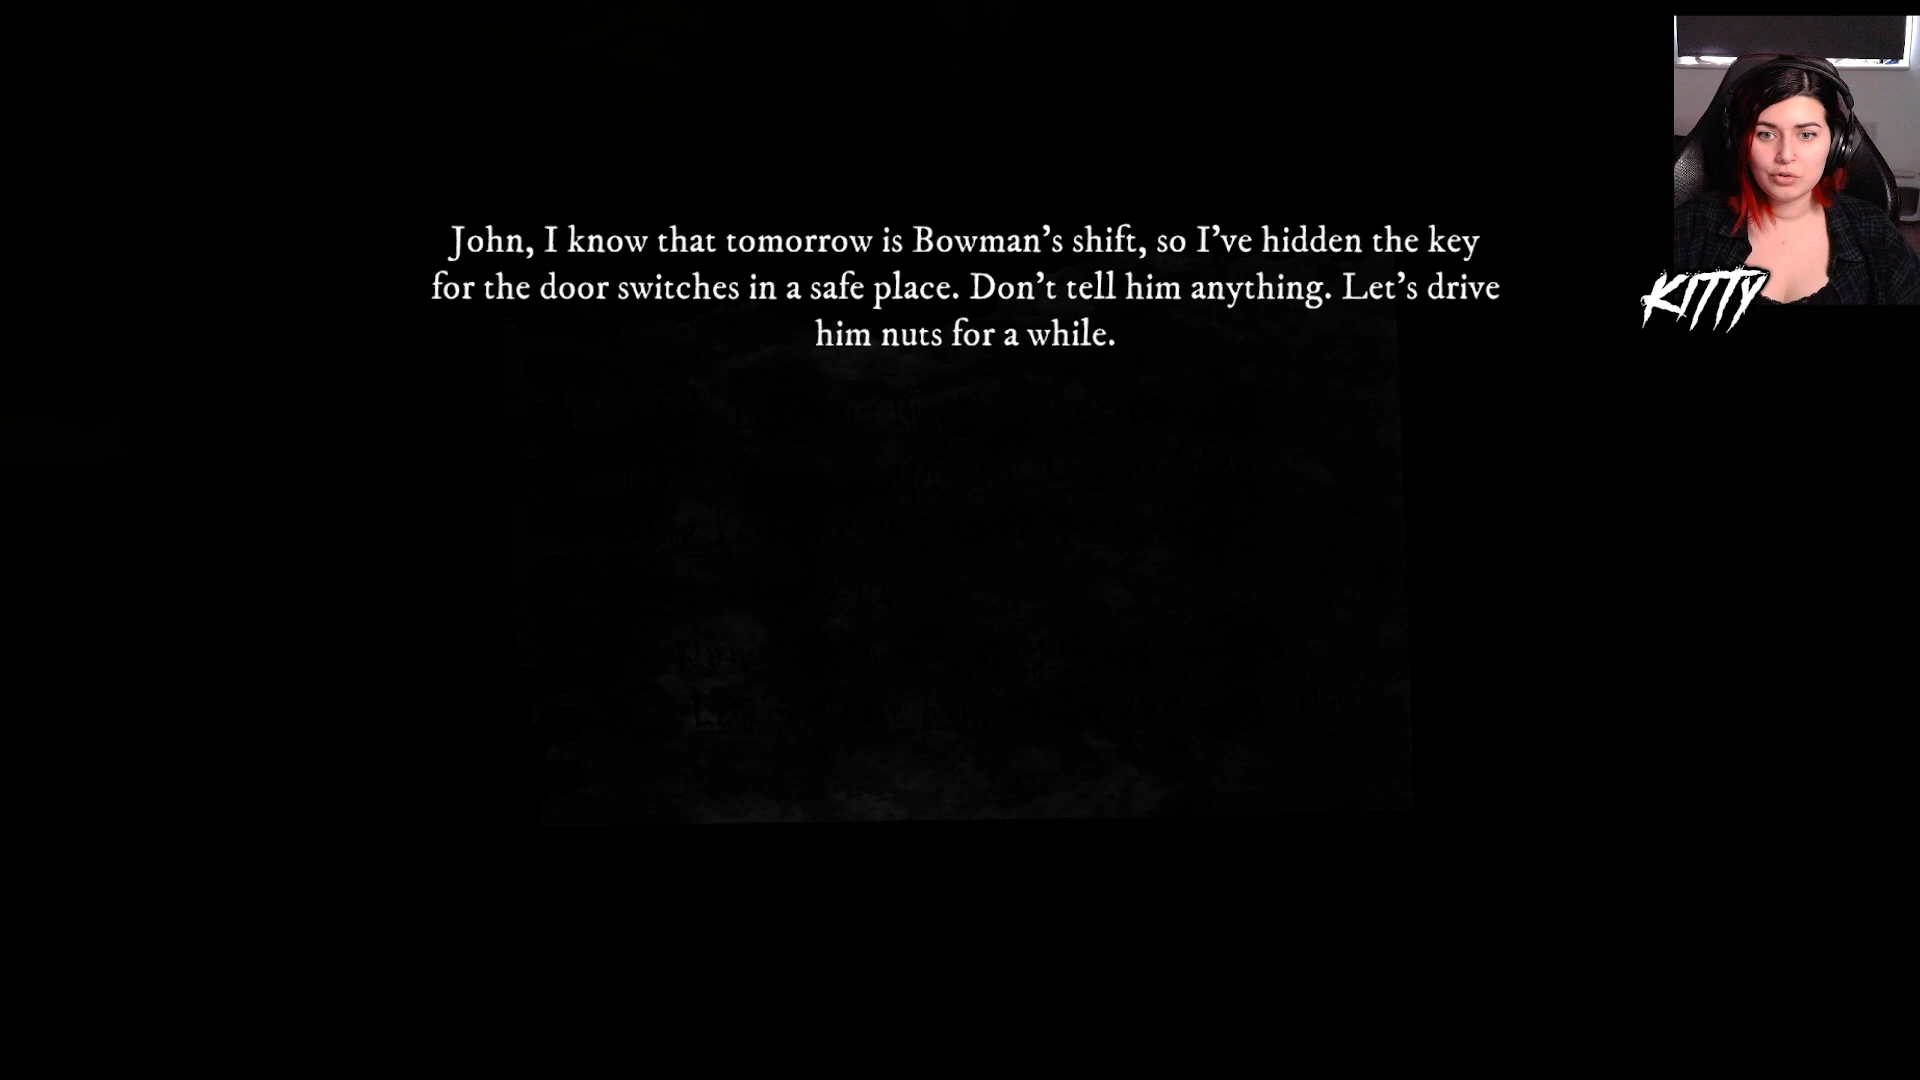 John, I know that tomorrow is Bowman’s shift, so I’ve hidden the key
for the door switches in a safe place. Don’t tell him anything. Let’s drive
him nuts for a while.
KITTY